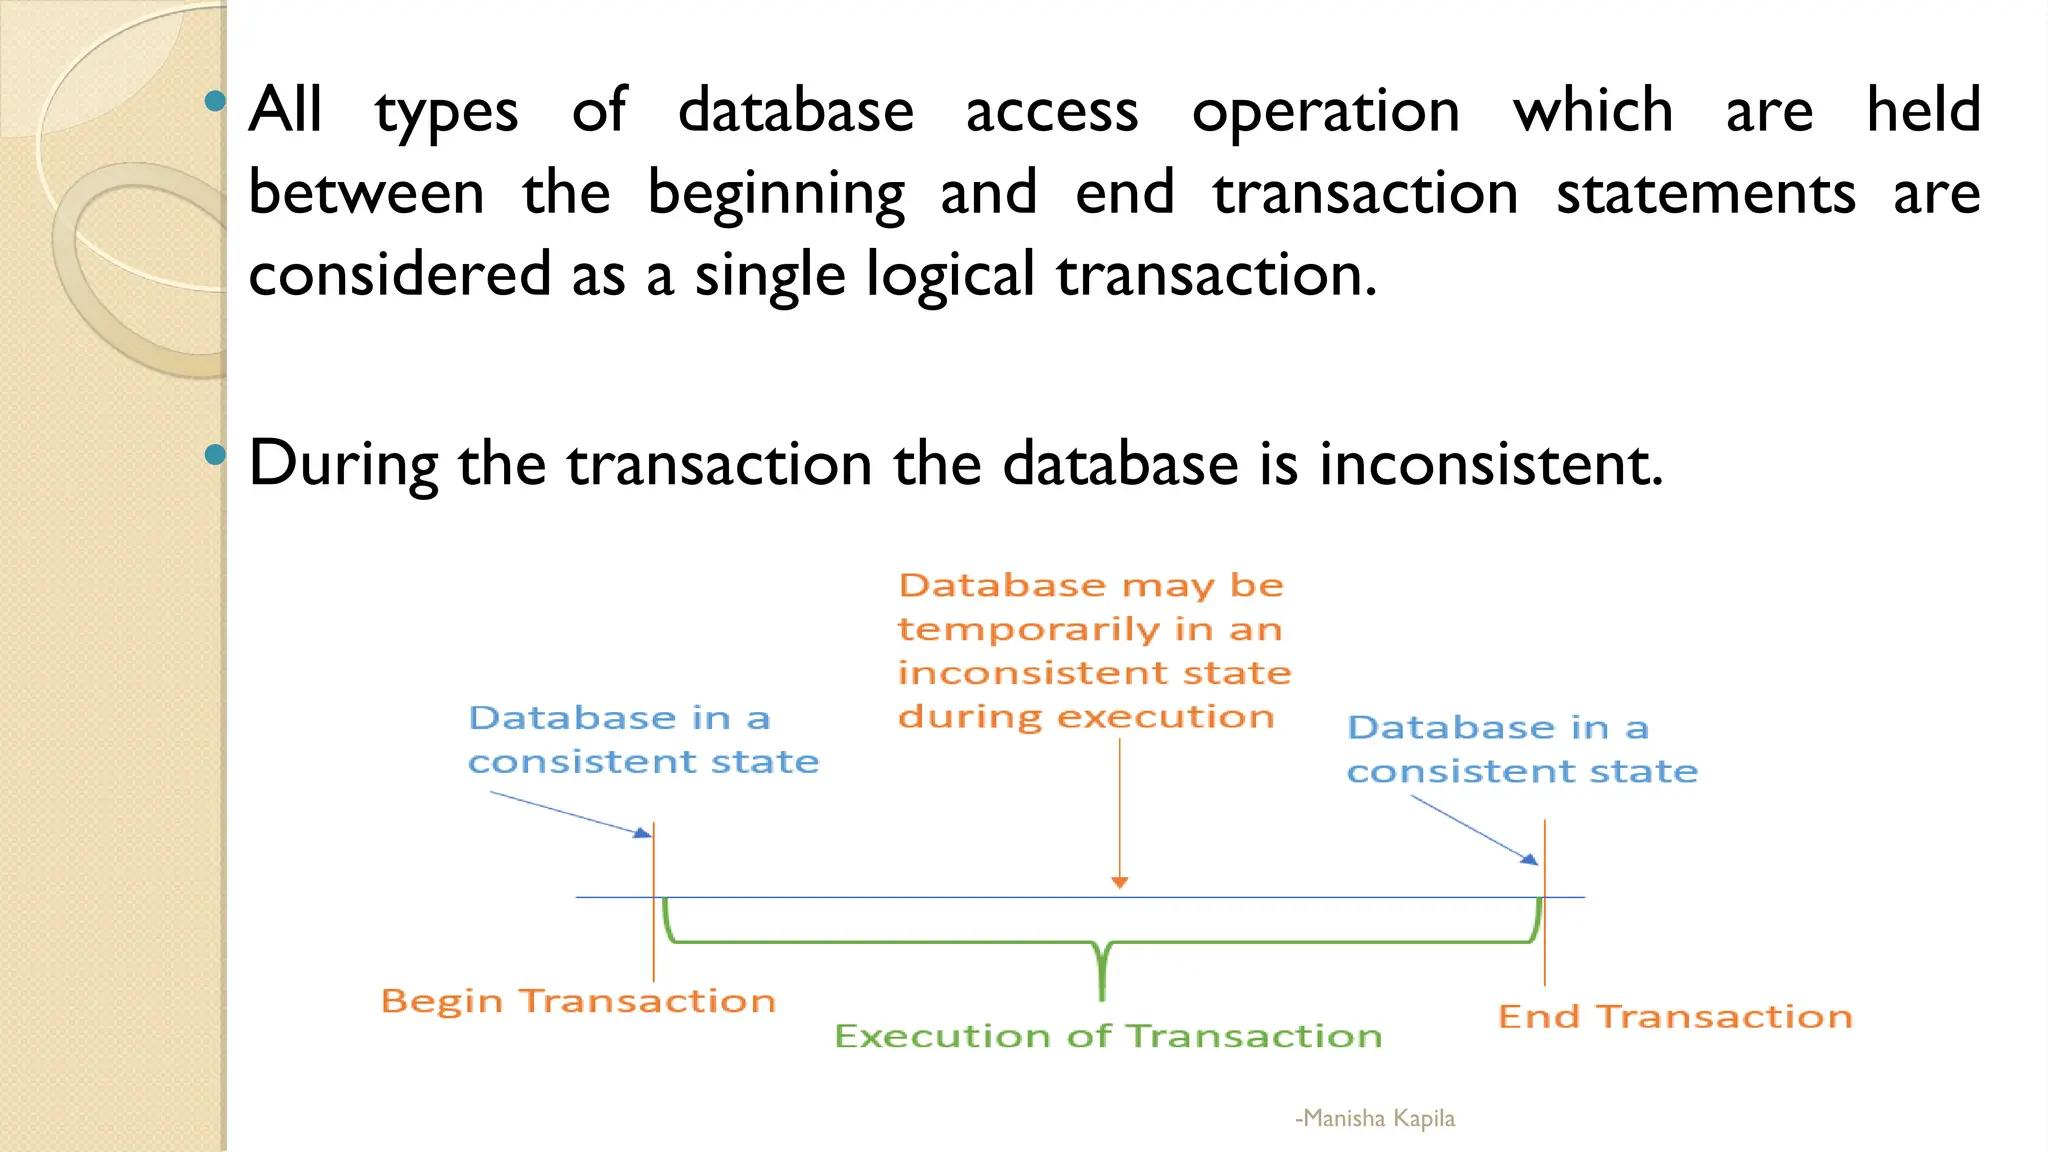 All types of database access operation which are held
between the beginning and end transaction statements are
considered as a single logical transaction.
During the transaction the database is inconsistent.
Database may be
temporarily in an
inconsistent state
during execution
Database in a
consistent state
Database in a
consistent state
Begin Transaction
Execution of Transaction
End Transaction
-Manisha Kapila